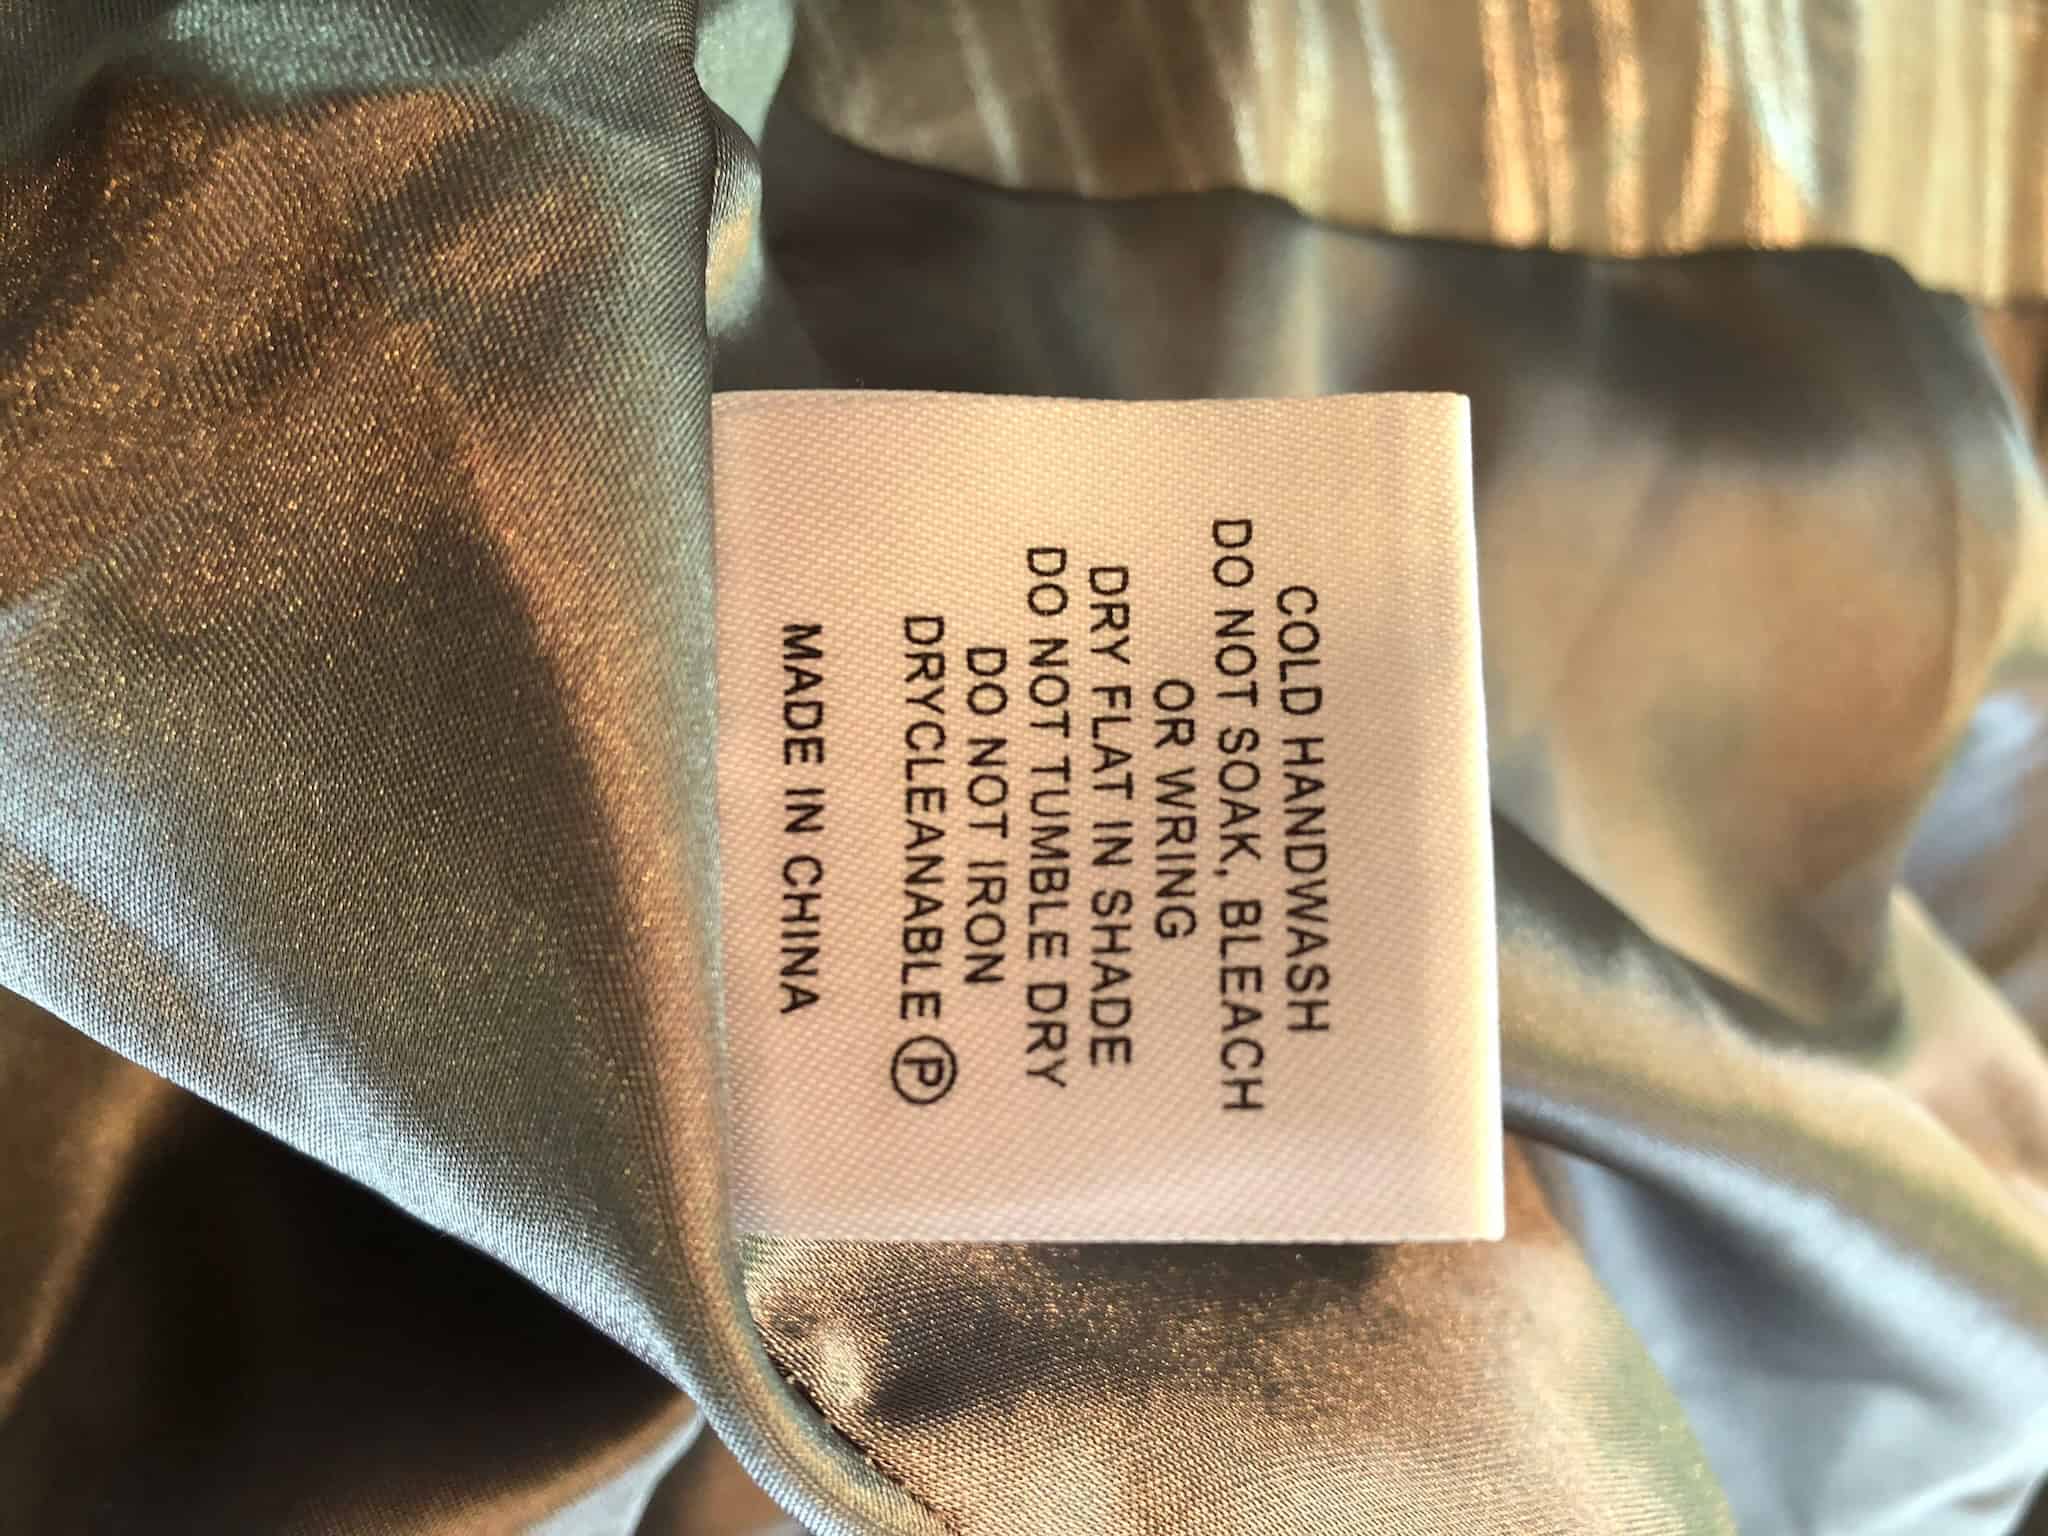 COLD HANDWASH
DO NOT SOAK, BLEACH
OR WRING
DRY FLAT IN SHADE
DO NOT TUMBLE DRY
DO NOT IRON
DRYCLEANABLE Ⓟ
MADE IN CHINA